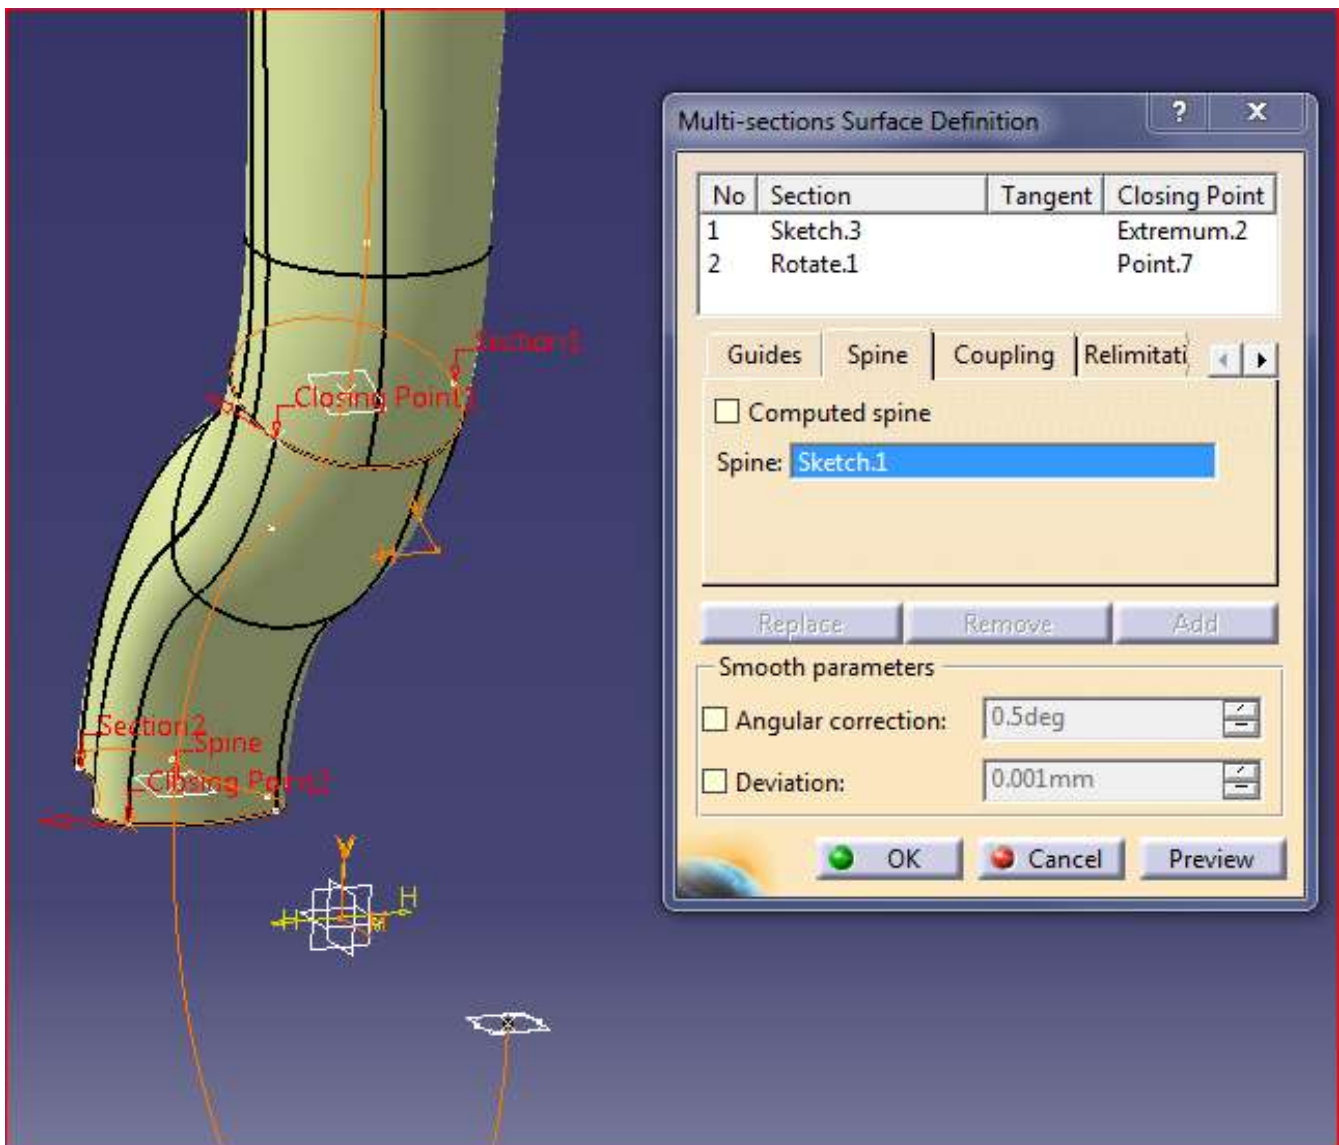 Multi-sections Surface Definition ? X
No Section Tangent Closing Point
1 Sketch.3 Extremum.2
2 Rotate.1 Point.7
Guides Spine Coupling Relimitati
Computed spine
Spine: Sketch.1
Replace Remove Add
Smooth parameters
Angular correction: 0.5deg
Deviation: 0.001mm
OK Cancel Preview
Section1
Closing Point1
Section2
Spine
Closing Point2
V
H H